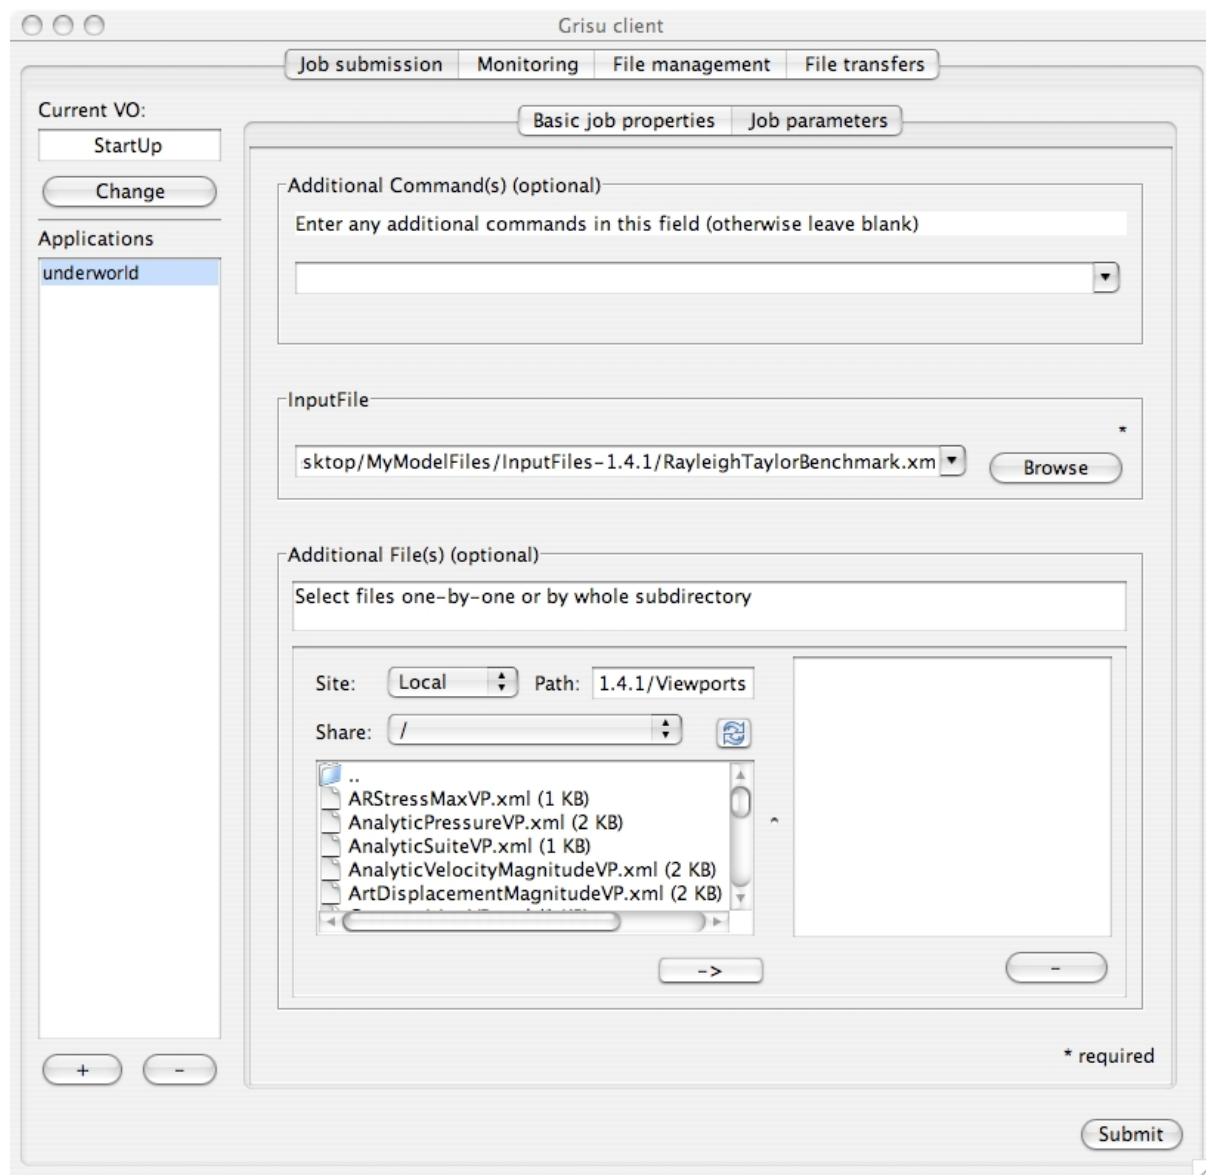 Grisu client
Job submission Monitoring File management File transfers
Current VO:
StartUp
Change
Applications
underworld
Basic job properties Job parameters
Additional Command(s) (optional)
Enter any additional commands in this field (otherwise leave blank)
InputFile
*
sktop/MyModelFiles/InputFiles-1.4.1/RayleighTaylorBenchmark.xm
Browse
Additional File(s) (optional)
Select files one-by-one or by whole subdirectory
Site: Local Path: 1.4.1/Viewports
Share: /
..
ARStressMaxVP.xml (1 KB)
AnalyticPressureVP.xml (2 KB)
AnalyticSuiteVP.xml (1 KB)
AnalyticVelocityMagnitudeVP.xml (2 KB)
ArtDisplacementMagnitudeVP.xml (2 KB)
->
-
* required
+ -
Submit